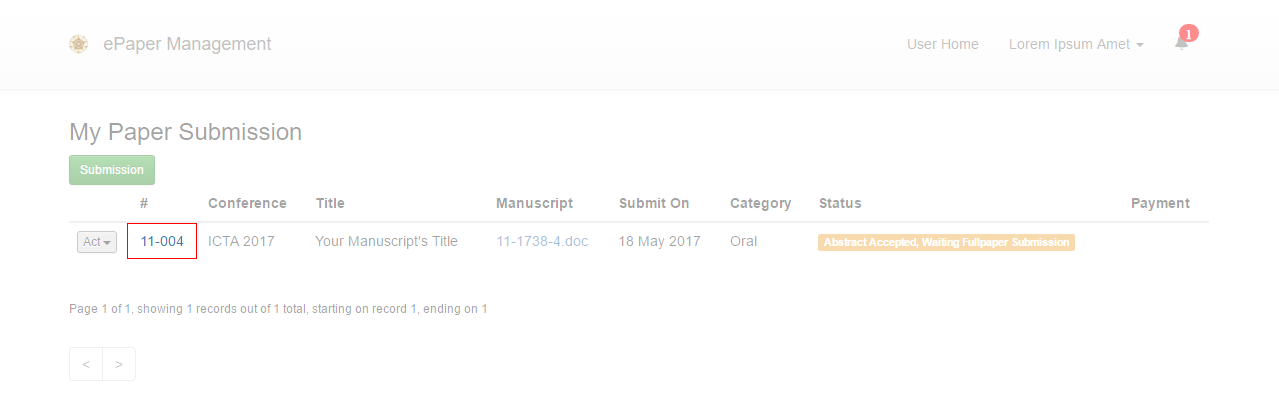 ePaper Management User Home Lorem Ipsum Amet 1
My Paper Submission
Submission
# Conference Title Manuscript Submit On Category Status Payment
Act 11-004 ICTA 2017 Your Manuscript's Title 11-1738-4.doc 18 May 2017 Oral Abstract Accepted, Waiting Fullpaper Submission
Page 1 of 1, showing 1 records out of 1 total, starting on record 1, ending on 1
< >